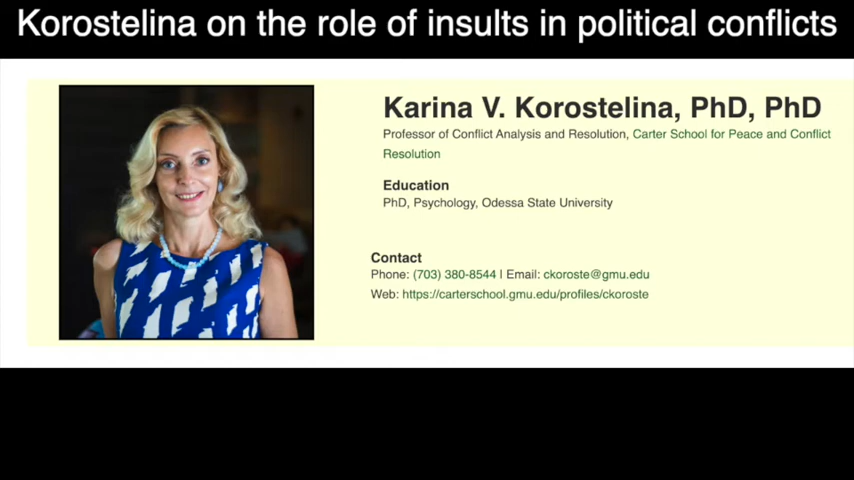 Korostelina on the role of insults in political conflicts
Karina V. Korostelina, PhD, PhD
Professor of Conflict Analysis and Resolution, Carter School for Peace and Conflict
Resolution
Education
PhD, Psychology, Odessa State University
Contact
Phone: (703) 380-8544 I Email: ckoroste@gmu.edu
Web: https://carterschool.gmu.edu/profiles/ckoroste